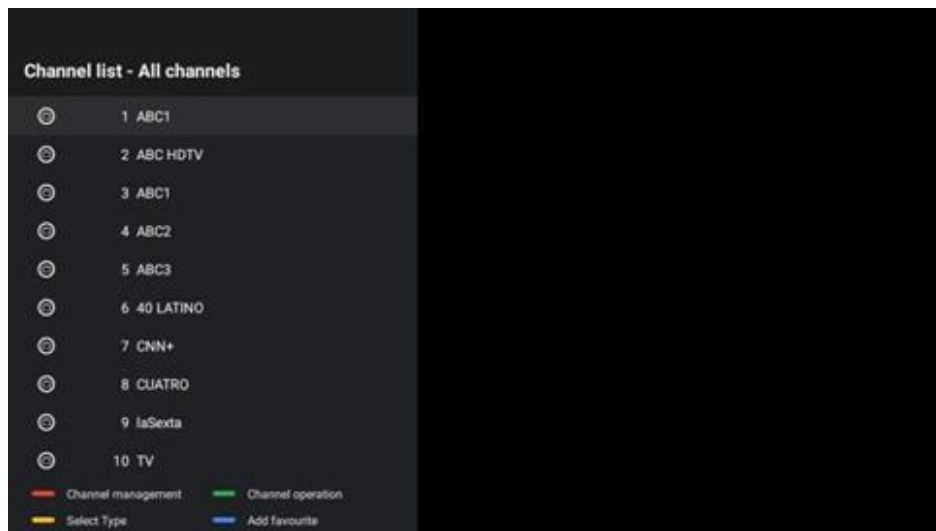 Channel list - All channels
1 ABC1
2 ABC HDTV
3 ABC1
4 ABC2
5 ABC3
6 40 LATINO
7 CNN+
8 CUATRO
9 laSexta
10 TV
Channel management Channel operation
Select Type Add favourite